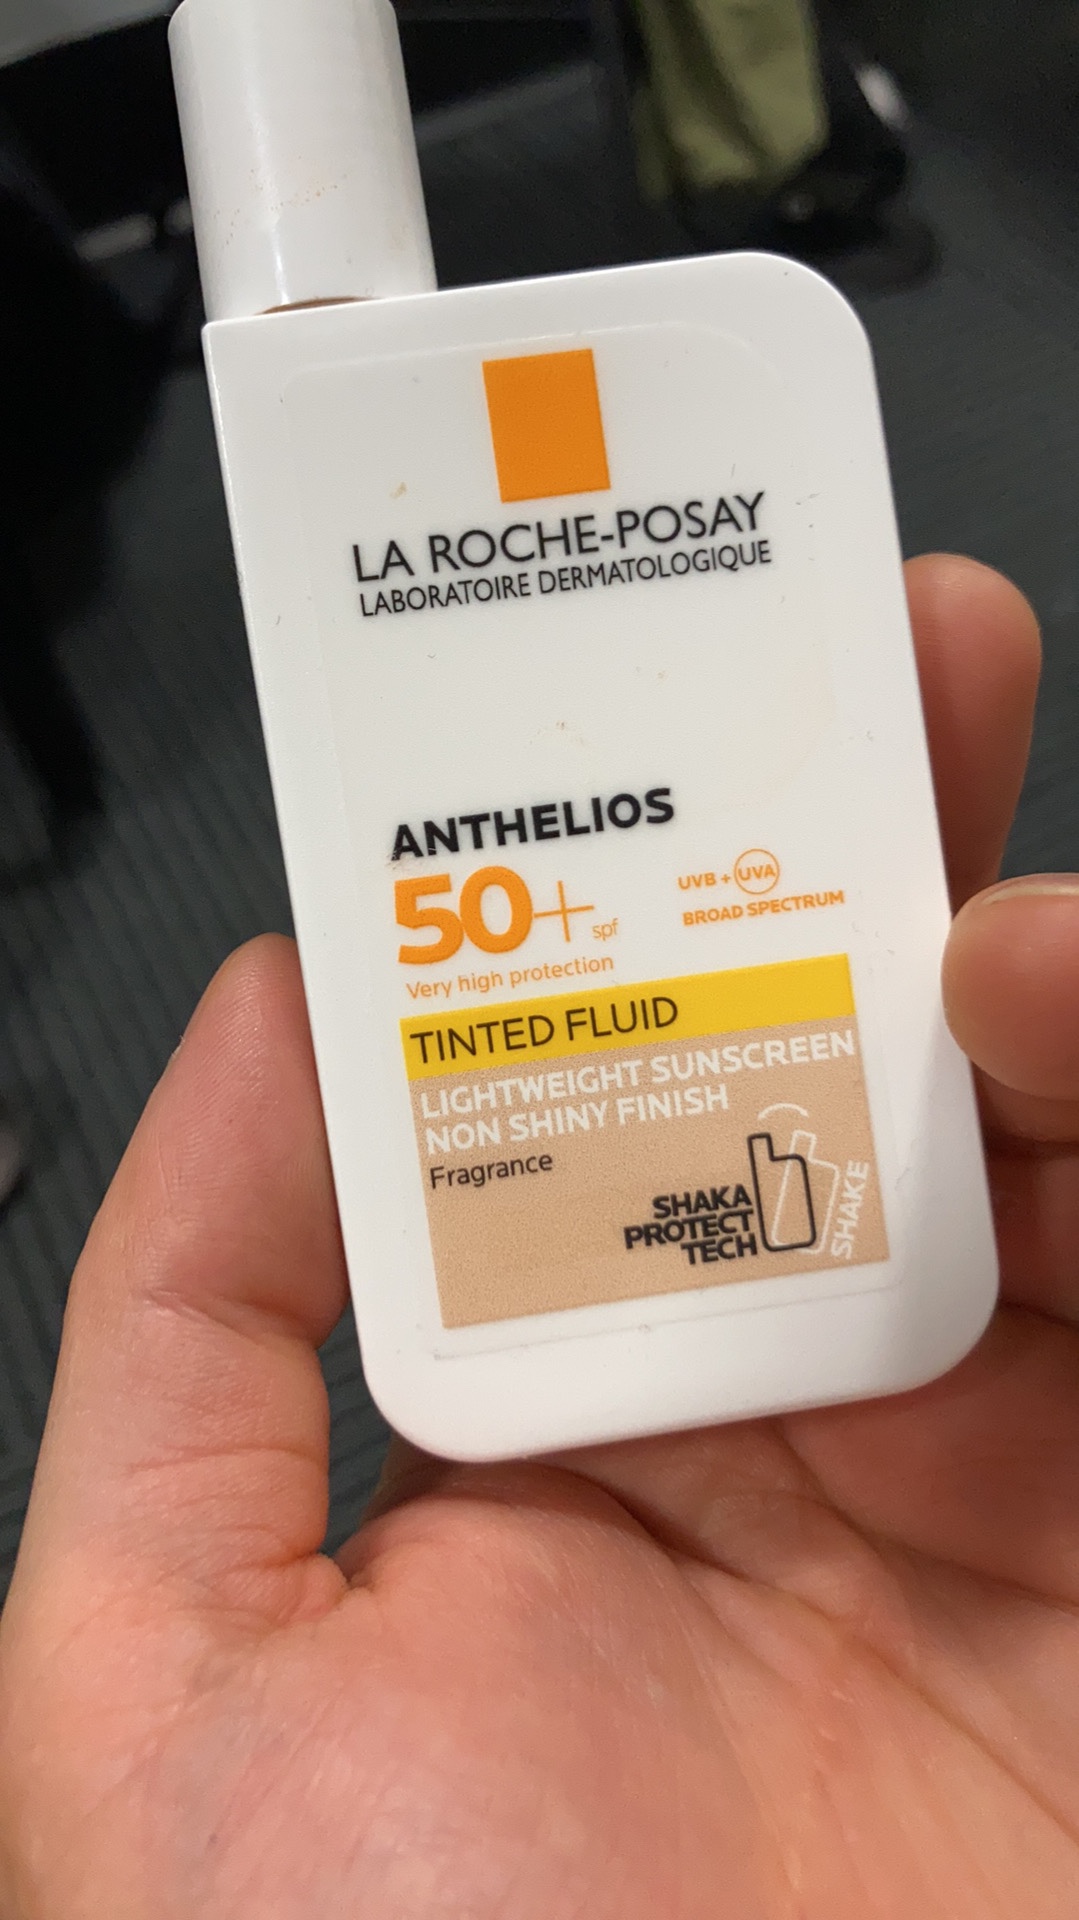 LA ROCHE-POSAY
LABORATOIRE DERMATOLOGIQUE
ANTHELIOS
50+ spf
UVB + UVA
BROAD SPECTRUM
Very high protection
TINTED FLUID
LIGHTWEIGHT SUNSCREEN
NON SHINY FINISH
Fragrance
SHAKA
PROTECT
TECH
SHAKE